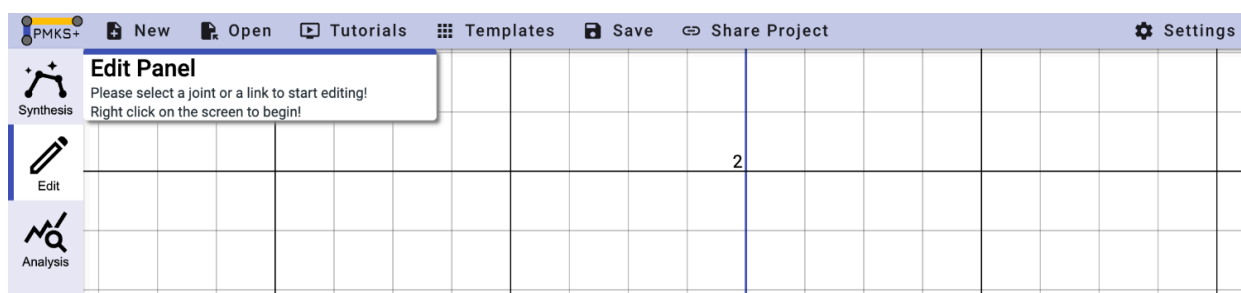 PMKS+ New Open Tutorials Templates Save Share Project Settings
Synthesis
Edit Panel
Please select a joint or a link to start editing!
Right click on the screen to begin!
Edit
Analysis
2